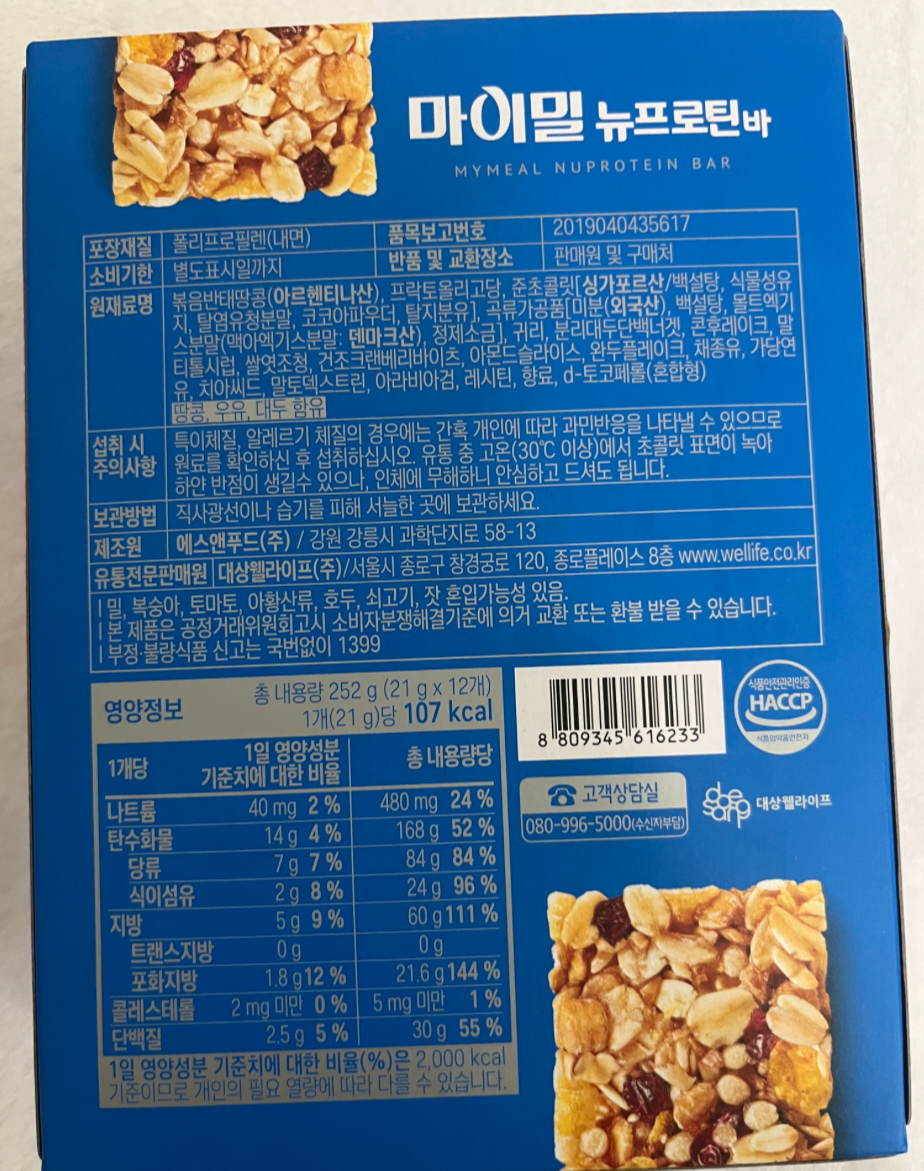 마이밀 뉴프로틴바
MYMEAL NUPROTEIN BAR
포장재질 폴리프로필렌(내면) 품목보고번호 2019040435617
소비기한 별도표시일까지 반품 및 교환장소 판매원 및 구매처
원재료명 볶음반태땅콩(아르헨티나산), 프락토올리고당, 준초콜릿[싱가포르산/백설탕, 식물성유
지, 탈염유청분말, 코코아파우더, 탈지분유], 곡류가공품[미분(외국산), 백설탕, 몰트엑기
스분말(맥아엑기스분말: 덴마크산), 정제소금], 귀리, 분리대두단백너겟, 콘후레이크, 말
티톨시럽, 쌀엿조청, 건조크랜베리바이츠, 아몬드슬라이스, 완두플레이크, 채종유, 가당연
유, 치아씨드, 말토덱스트린, 아라비아검, 레시틴, 향료, d-토코페롤(혼합형)
땅콩, 우유, 대두 함유
섭취 시 주의사항 특이체질, 알레르기 체질의 경우에는 간혹 개인에 따라 과민반응을 나타낼 수 있으므로
원료를 확인하신 후 섭취하십시오. 유통 중 고온(30℃ 이상)에서 초콜릿 표면이 녹아
하얀 반점이 생길수 있으나, 인체에 무해하니 안심하고 드셔도 됩니다.
보관방법 직사광선이나 습기를 피해 서늘한 곳에 보관하세요.
제조원 에스앤푸드(주) / 강원 강릉시 과학단지로 58-13
유통전문판매원 대상웰라이프(주)/서울시 종로구 창경궁로 120, 종로플레이스 8층 www.wellife.co.kr
| 밀, 복숭아, 토마토, 아황산류, 호두, 쇠고기, 잣 혼입가능성 있음.
| 본 제품은 공정거래위원회고시 소비자분쟁해결기준에 의거 교환 또는 환불 받을 수 있습니다.
| 부정·불량식품 신고는 국번없이 1399
영양정보 총 내용량 252 g (21 g x 12개)
1개(21 g)당 107 kcal
1개당 1일 영양성분 기준치에 대한 비율 총 내용량당
나트륨 40 mg 2 % 480 mg 24 %
탄수화물 14 g 4 % 168 g 52 %
당류 7 g 7 % 84 g 84 %
식이섬유 2 g 8 % 24 g 96 %
지방 5 g 9 % 60 g 111 %
트랜스지방 0 g 0 g
포화지방 1.8 g 12 % 21.6 g 144 %
콜레스테롤 2 mg 미만 0 % 5 mg 미만 1 %
단백질 2.5 g 5 % 30 g 55 %
1일 영양성분 기준치에 대한 비율(%)은 2,000 kcal
기준이므로 개인의 필요 열량에 따라 다를 수 있습니다.
8 809345 616233
식품안전관리인증
HACCP
식품의약품안전처
고객상담실
080-996-5000(수신자부담)
daesang 대상웰라이프